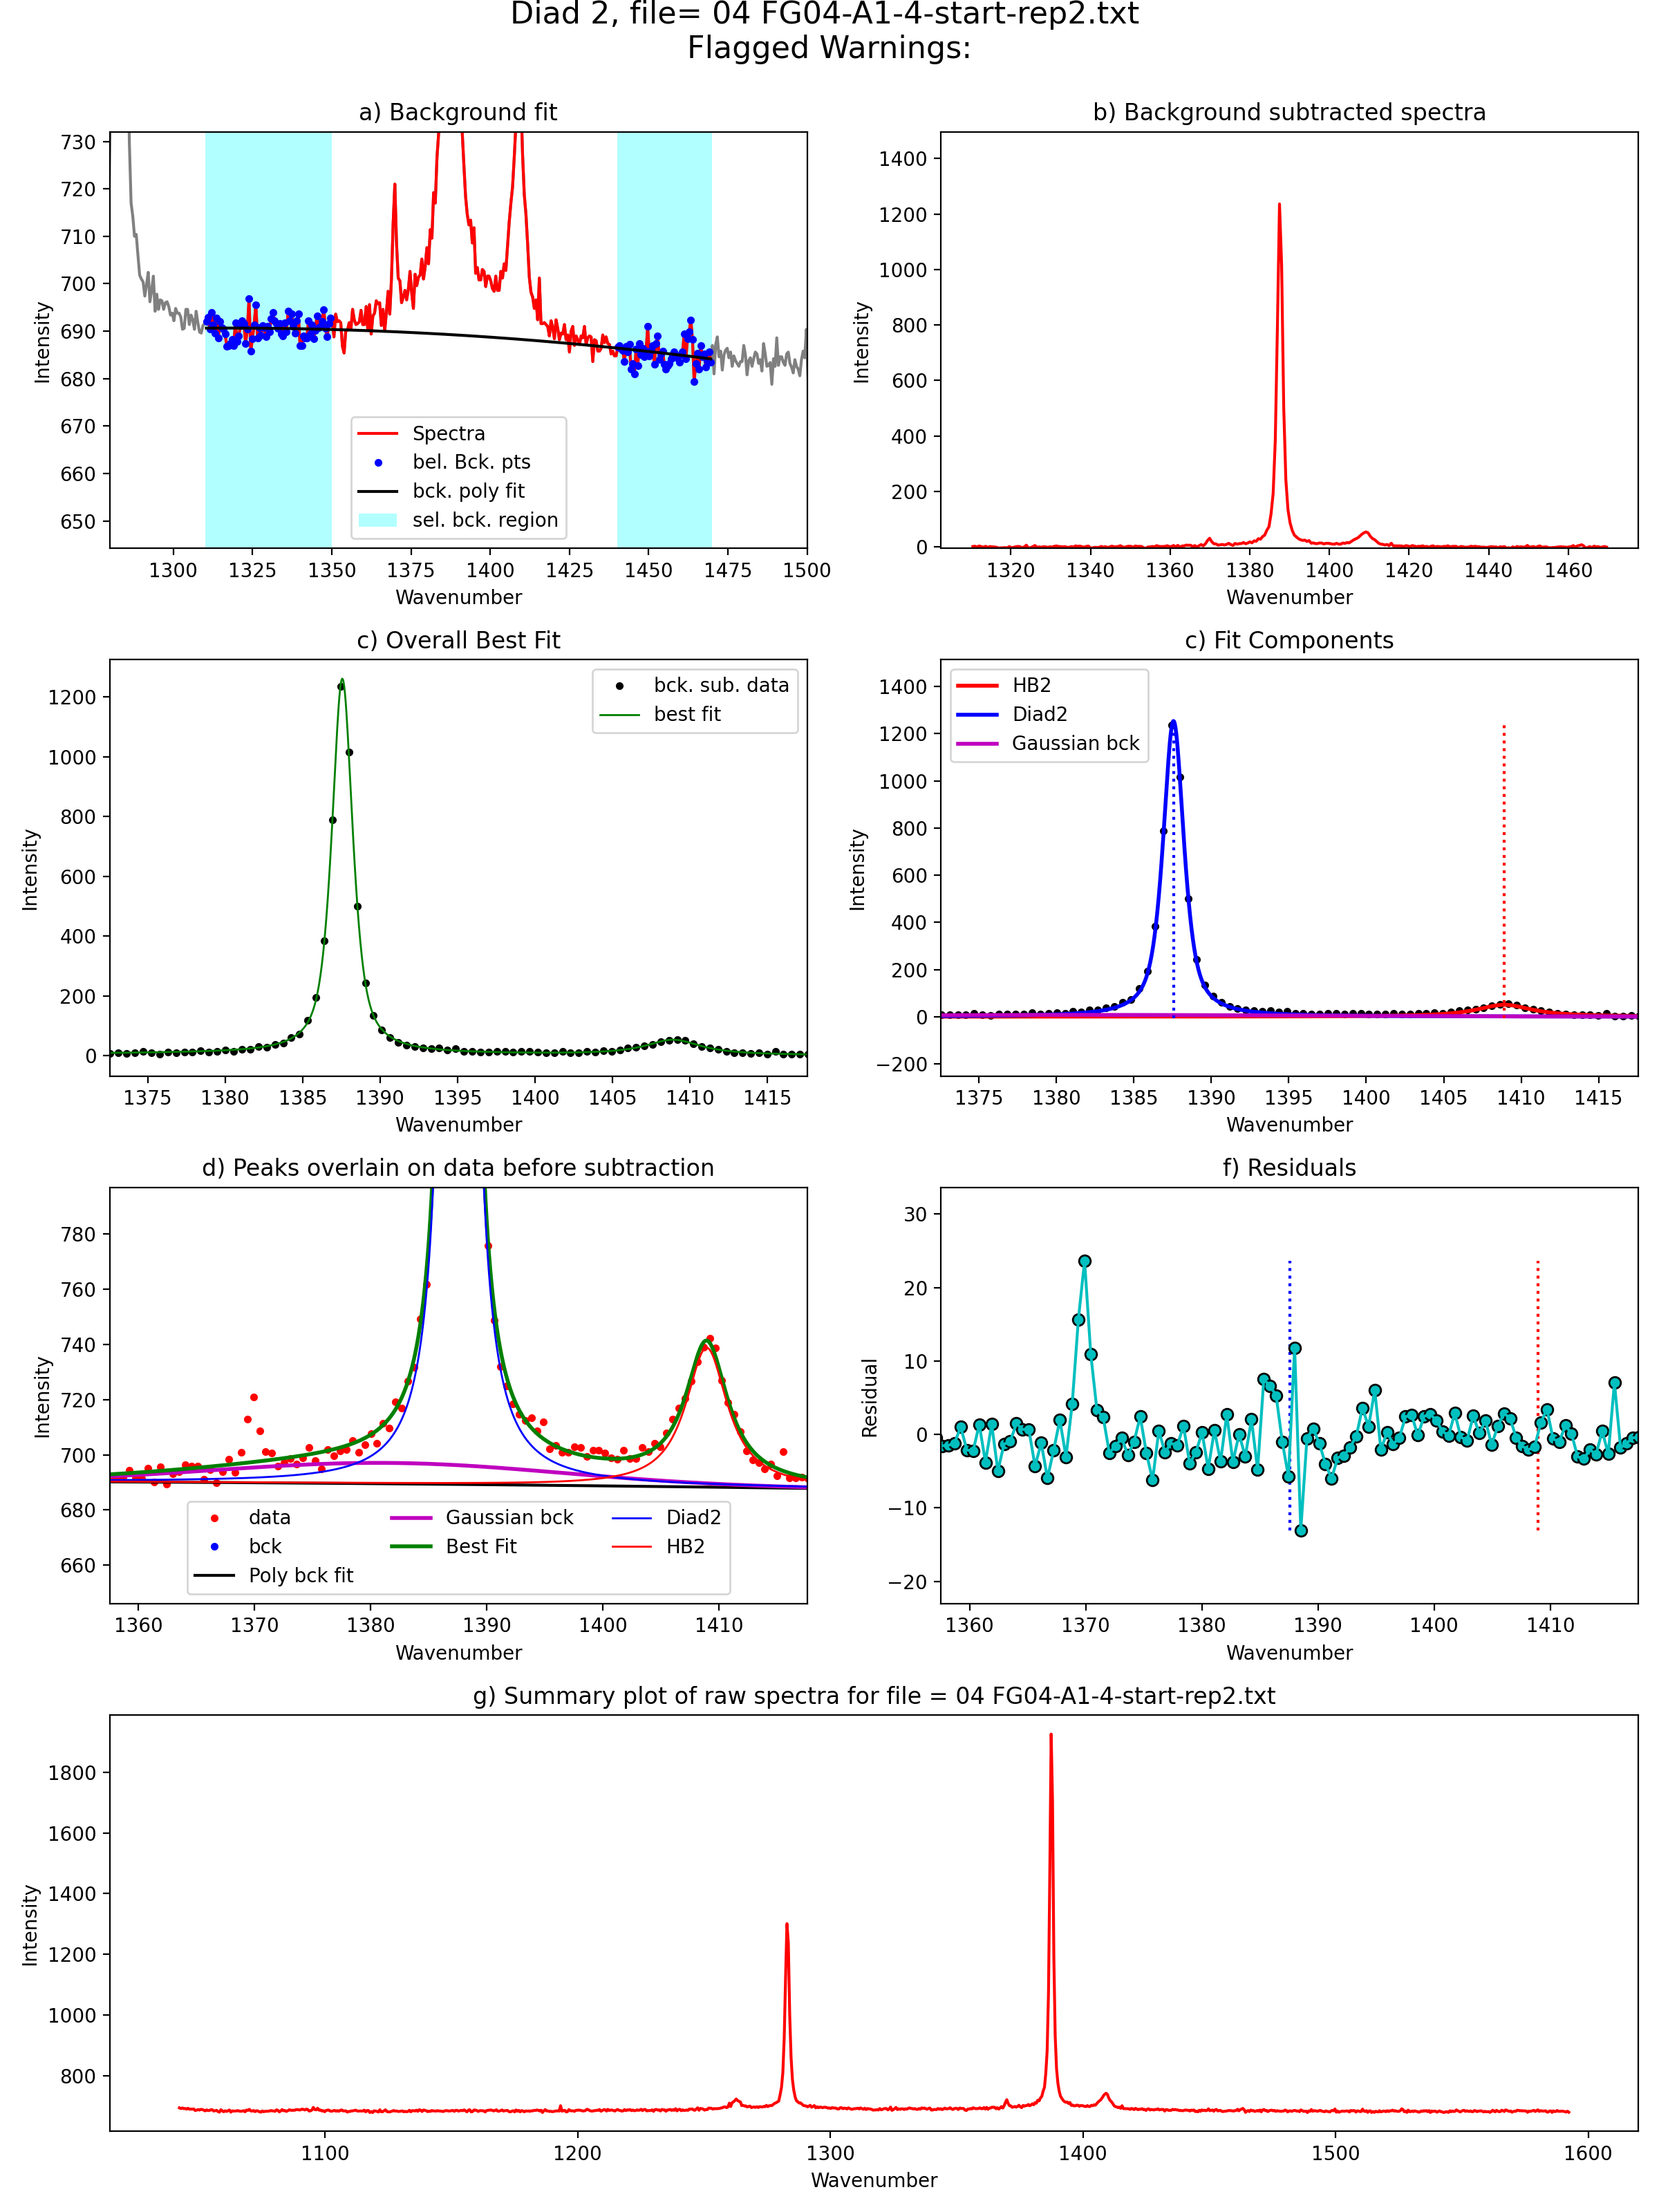 Diad 2, file= 04 FG04-A1-4-start-rep2.txt
Flagged Warnings:
a) Background fit
730
720
710
700
690
680
670
660
650
Intensity
Spectra
bel. Bck. pts
bck. poly fit
sel. bck. region
1300 1325 1350 1375 1400 1425 1450 1475 1500
Wavenumber
b) Background subtracted spectra
1400
1200
1000
800
600
400
200
0
Intensity
1320 1340 1360 1380 1400 1420 1440 1460
Wavenumber
c) Overall Best Fit
1200
1000
800
600
400
200
0
Intensity
bck. sub. data
best fit
1375 1380 1385 1390 1395 1400 1405 1410 1415
Wavenumber
c) Fit Components
1400
1200
1000
800
600
400
200
0
−200
Intensity
HB2
Diad2
Gaussian bck
1375 1380 1385 1390 1395 1400 1405 1410 1415
Wavenumber
d) Peaks overlain on data before subtraction
780
760
740
720
700
680
660
Intensity
data
bck
Poly bck fit
Gaussian bck
Best Fit
Diad2
HB2
1360 1370 1380 1390 1400 1410
Wavenumber
f) Residuals
30
20
10
0
−10
−20
Residual
1360 1370 1380 1390 1400 1410
Wavenumber
g) Summary plot of raw spectra for file = 04 FG04-A1-4-start-rep2.txt
1800
1600
1400
1200
1000
800
Intensity
1100 1200 1300 1400 1500 1600
Wavenumber